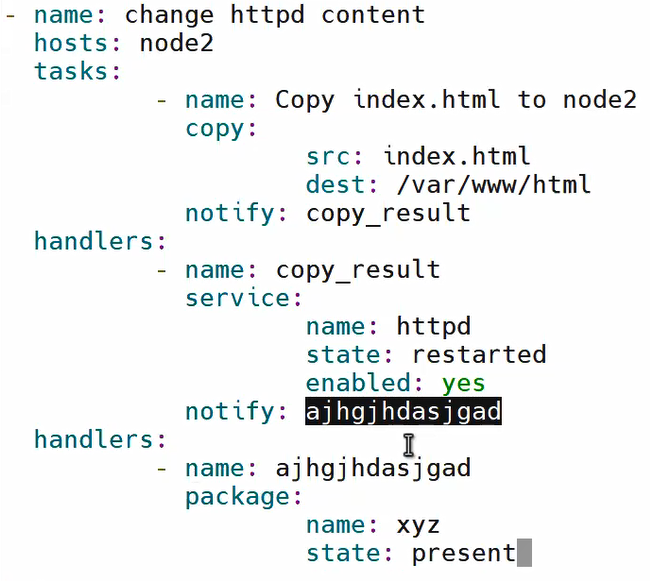 - name: change httpd content
  hosts: node2
  tasks:
          - name: Copy index.html to node2
            copy:
                    src: index.html
                    dest: /var/www/html
            notify: copy_result
  handlers:
          - name: copy_result
            service:
                    name: httpd
                    state: restarted
                    enabled: yes
            notify: ajhgjhdasjgad
  handlers:
          - name: ajhgjhdasjgad
            package:
                    name: xyz
                    state: present